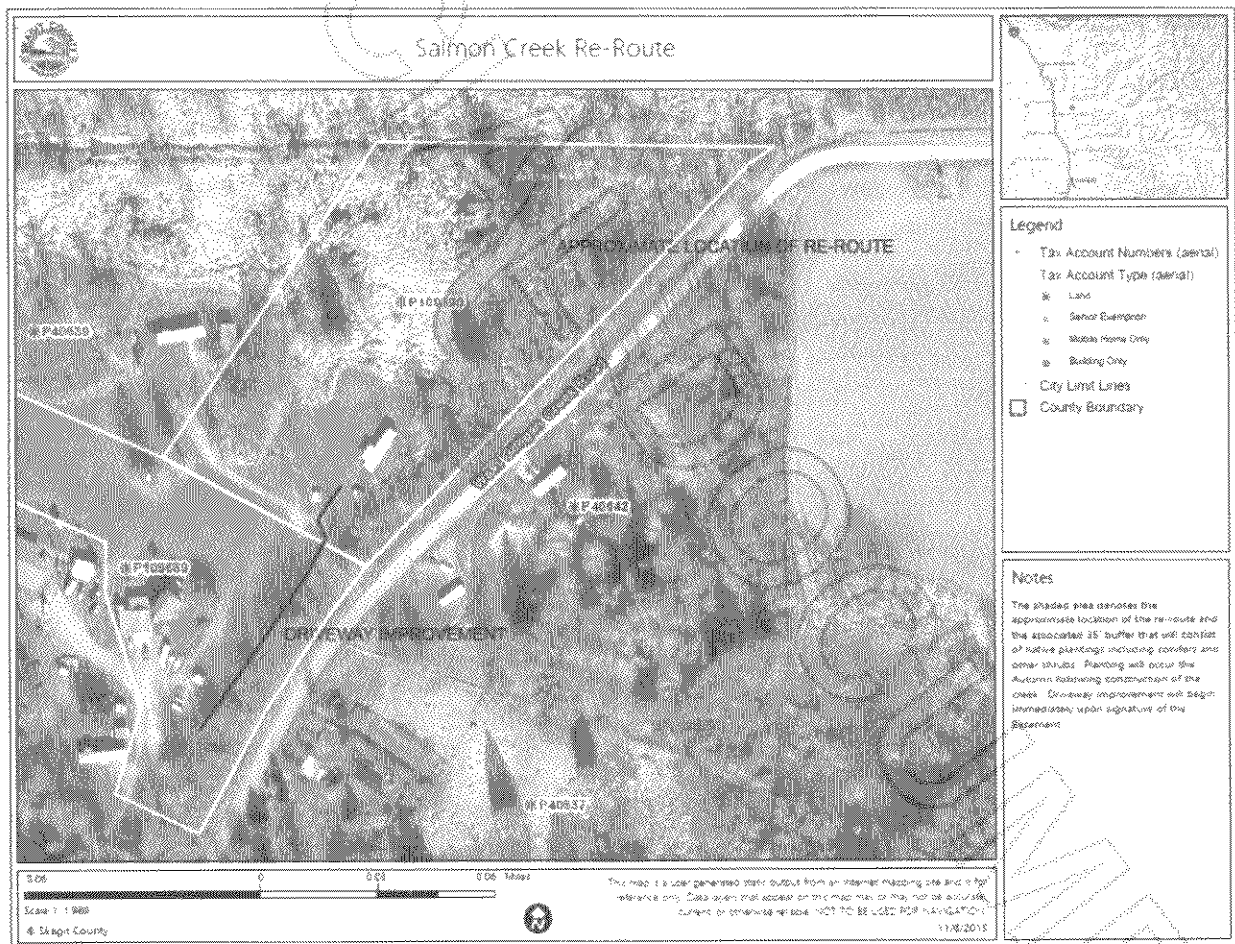 Salmon Creek Re-Route
APPROXIMATE LOCATION OF RE-ROUTE
DRIVEWAY IMPROVEMENT
P40642
P40637
Legend
Tax Account Numbers (aerial)
Tax Account Type (aerial)
Land
Senior Exemption
Mobile Home Only
Building Only
City Limit Lines
County Boundary
Notes
The shaded area denotes the
approximate location of the re-route and
the associated 35' buffer that will consist
of native plantings including conifers and
other shrubs. Planting will occur the
Autumn following construction of the
creek. Driveway improvement will begin
immediately upon signature of the
Easement
0.06
0
0.03
0.06 Miles
Scale 1: 1,989
© Skagit County
This map is a user generated static output from an internet mapping site and is for
reference only. Data layers that appear on this map may or may not be accurate,
current, or otherwise reliable. NOT TO BE USED FOR NAVIGATION.